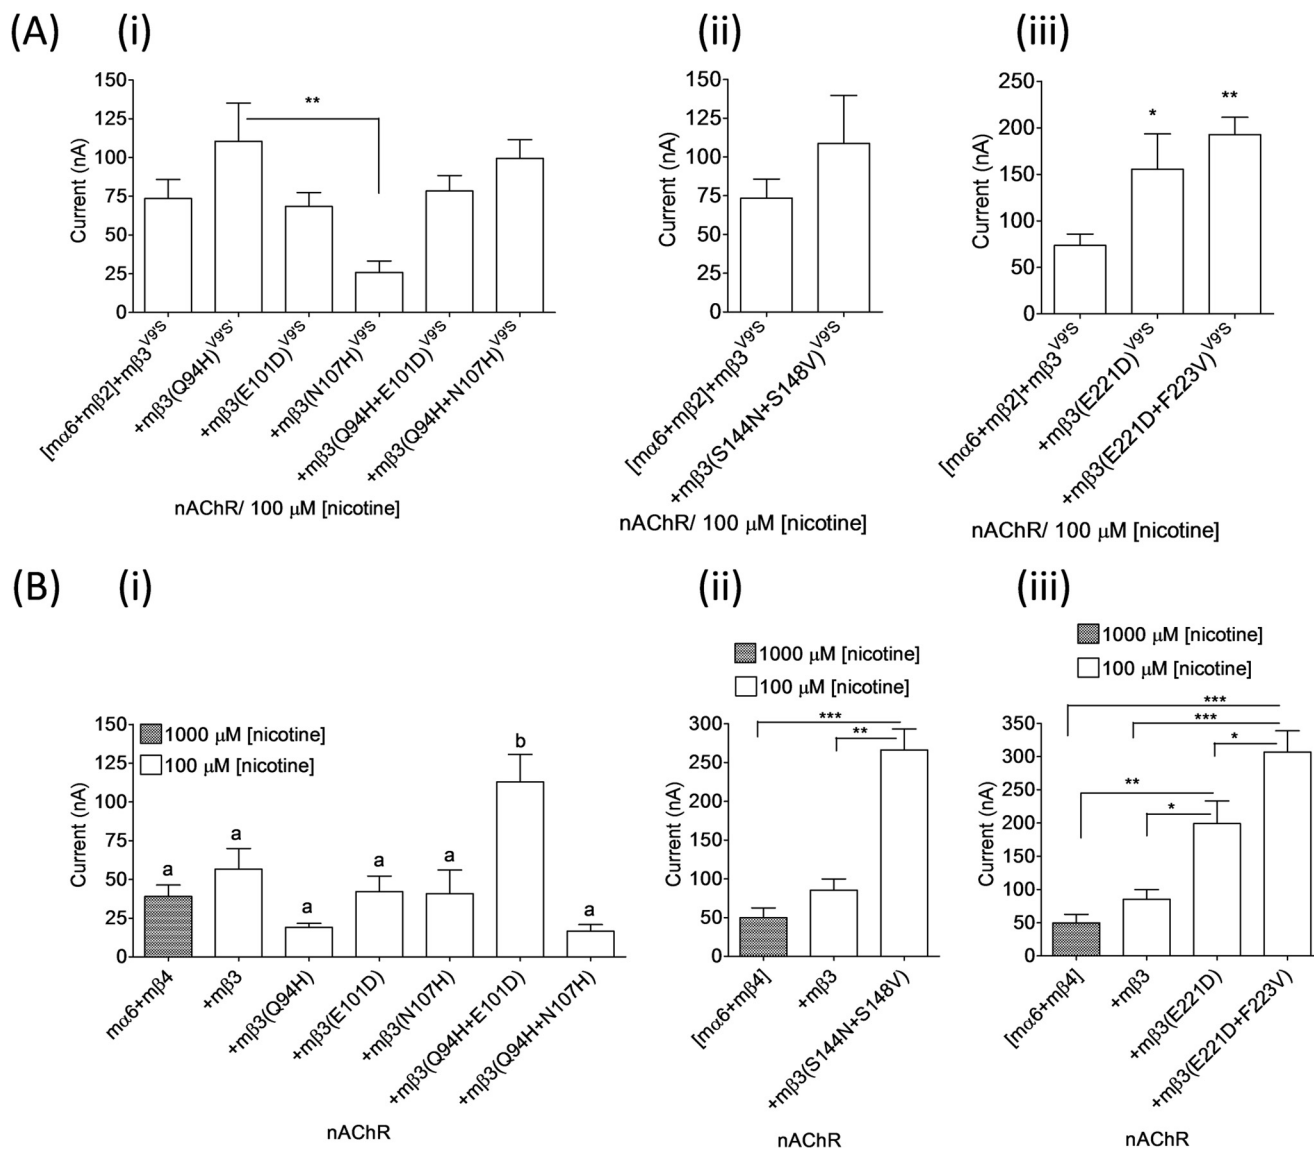 (A) (i) (ii) (iii)
Current (nA)
150
125
100
75
50
25
0
**
[mα6+mβ2]+mβ3V9'S
+mβ3(Q94H)V9'S'
+mβ3(E101D)V9'S
+mβ3(N107H)V9'S
+mβ3(Q94H+E101D)V9'S
+mβ3(Q94H+N107H)V9'S
nAChR/ 100 μM [nicotine]
Current (nA)
150
125
100
75
50
25
0
[mα6+mβ2]+mβ3V9'S
+mβ3(S144N+S148V)V9'S
nAChR/ 100 μM [nicotine]
Current (nA)
250
200
150
100
50
0
*
**
[mα6+mβ2]+mβ3V9'S
+mβ3(E221D)V9'S
+mβ3(E221D+F223V)V9'S
nAChR/ 100 μM [nicotine]
(B) (i) (ii) (iii)
1000 μM [nicotine]
100 μM [nicotine]
Current (nA)
150
125
100
75
50
25
0
a
a
a
a
a
b
a
mα6+mβ4
+mβ3
+mβ3(Q94H)
+mβ3(E101D)
+mβ3(N107H)
+mβ3(Q94H+E101D)
+mβ3(Q94H+N107H)
nAChR
1000 μM [nicotine]
100 μM [nicotine]
Current (nA)
300
250
200
150
100
50
0
***
**
[mα6+mβ4]
+mβ3
+mβ3(S144N+S148V)
nAChR
1000 μM [nicotine]
100 μM [nicotine]
Current (nA)
350
300
250
200
150
100
50
0
***
***
*
**
*
[mα6+mβ4]
+mβ3
+mβ3(E221D)
+mβ3(E221D+F223V)
nAChR